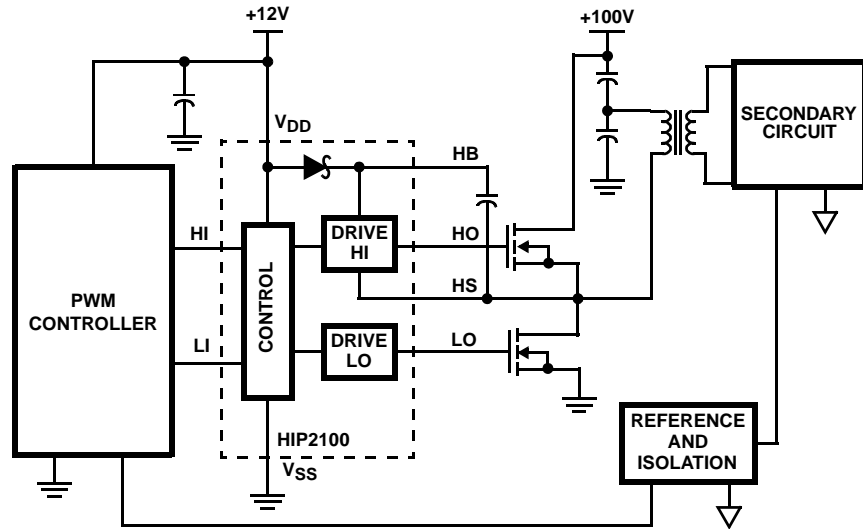 +12V
+100V
SECONDARY
CIRCUIT
VDD
HB
DRIVE
HI
HO
HI
HS
CONTROL
PWM
CONTROLLER
DRIVE
LO
LO
LI
REFERENCE
AND
ISOLATION
HIP2100
VSS